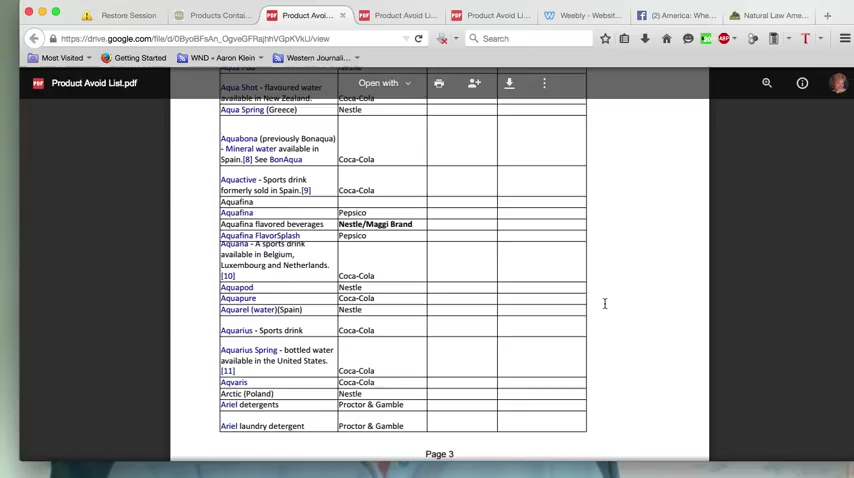 Restore Session
Products Contai...
Product Avoi...
Product Avoid Li...
Product Avoid Li...
Weebly - Websit...
(2) America: Whe...
Natural Law Ame...
https://drive.google.com/file/d/0ByoBFsAn_OgveGFRajhhVGpKVkU/view
Search
Most Visited
Getting Started
WND - Aaron Klein
Western Journali...
PDF
Product Avoid List.pdf
Open with
Aqua Shot - flavoured water
available in New Zealand.
Coca-Cola
Aqua Spring (Greece)
Nestle
Aquabona (previously Bonaqua)
- Mineral water available in
Spain.[8] See BonAqua
Coca-Cola
Aquactive - Sports drink
formerly sold in Spain.[9]
Coca-Cola
Aquafina
Aquafina
Pepsico
Aquafina flavored beverages
Nestle/Maggi Brand
Aquafina FlavorSplash
Pepsico
Aquana - A sports drink
available in Belgium,
Luxembourg and Netherlands.
[10]
Coca-Cola
Aquapod
Nestle
Aquapure
Coca-Cola
Aquarel (water)(Spain)
Nestle
Aquarius - Sports drink
Coca-Cola
Aquarius Spring - bottled water
available in the United States.
[11]
Coca-Cola
Aqvaris
Coca-Cola
Arctic (Poland)
Nestle
Ariel detergents
Proctor & Gamble
Ariel laundry detergent
Proctor & Gamble
Page 3